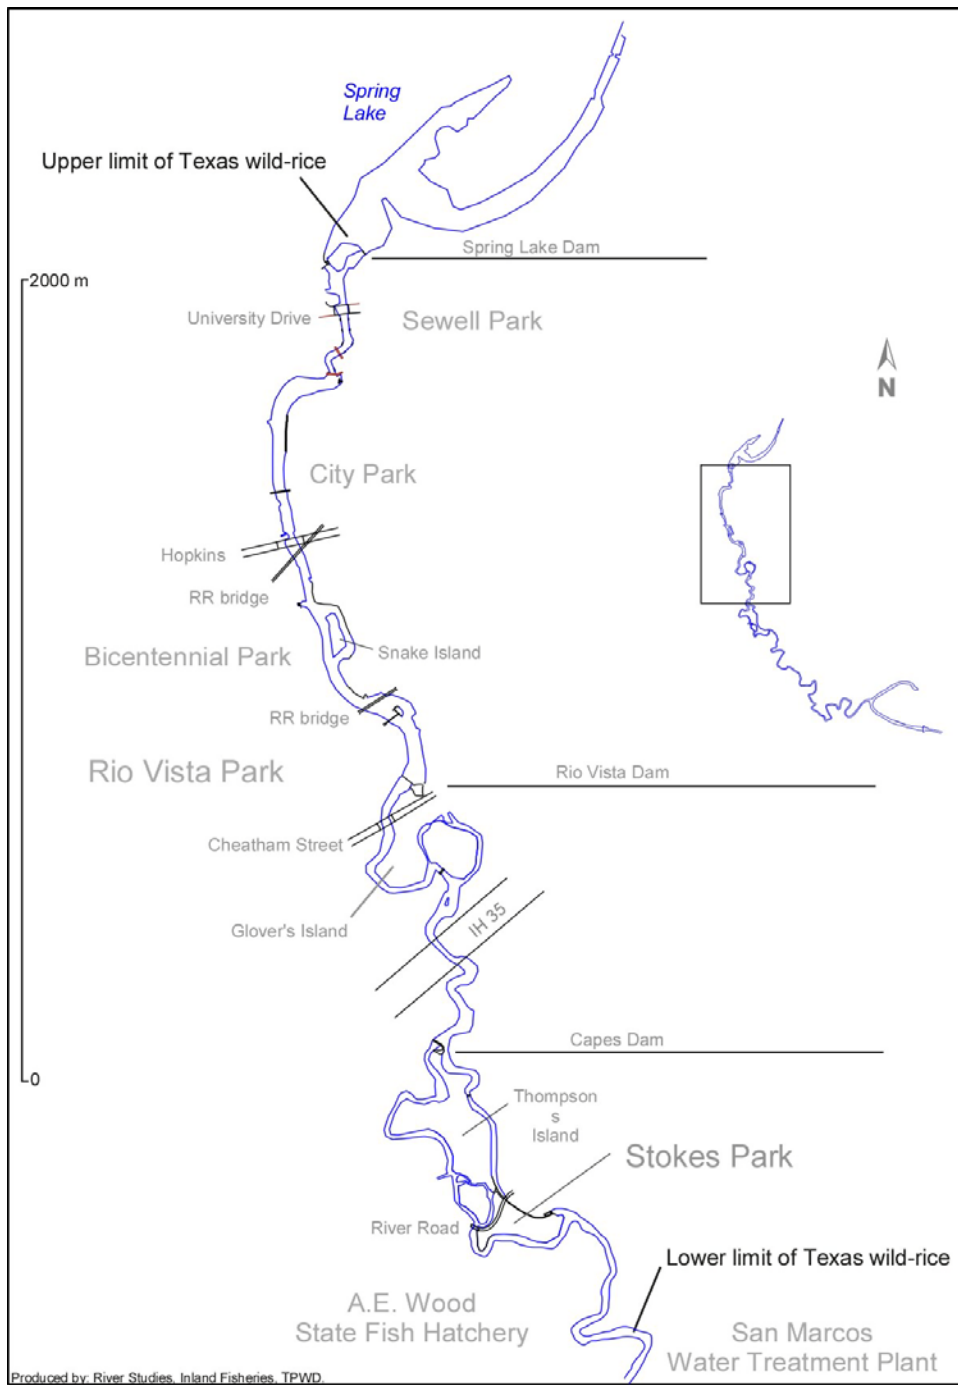 Spring
Lake
Upper limit of Texas wild-rice
Spring Lake Dam
2000 m
University Drive
Sewell Park
N
City Park
Hopkins
RR bridge
Bicentennial Park
Snake Island
RR bridge
Rio Vista Park
Rio Vista Dam
Cheatham Street
Glover's Island
IH 35
Capes Dam
0
Thompson
s
Island
Stokes Park
River Road
Lower limit of Texas wild-rice
A.E. Wood
State Fish Hatchery
San Marcos
Water Treatment Plant
Produced by: River Studies, Inland Fisheries, TPWD.